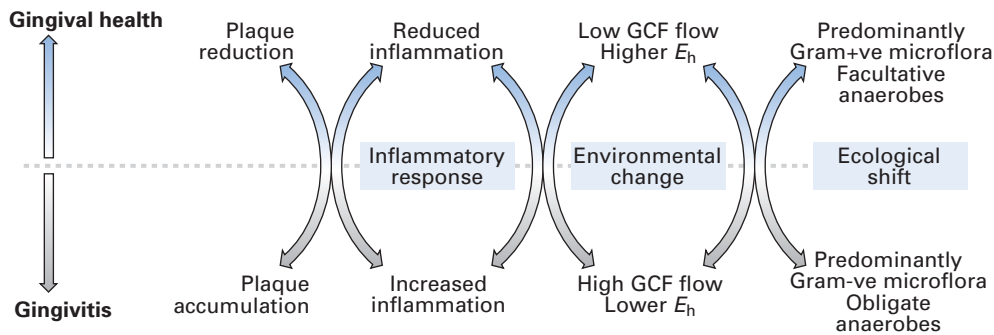 Gingival health
Plaque
reduction
Reduced
inflammation
Low GCF flow
Higher Eh
Predominantly
Gram+ve microflora
Facultative
anaerobes
Inflammatory
response
Environmental
change
Ecological
shift
Gingivitis
Plaque
accumulation
Increased
inflammation
High GCF flow
Lower Eh
Predominantly
Gram-ve microflora
Obligate
anaerobes